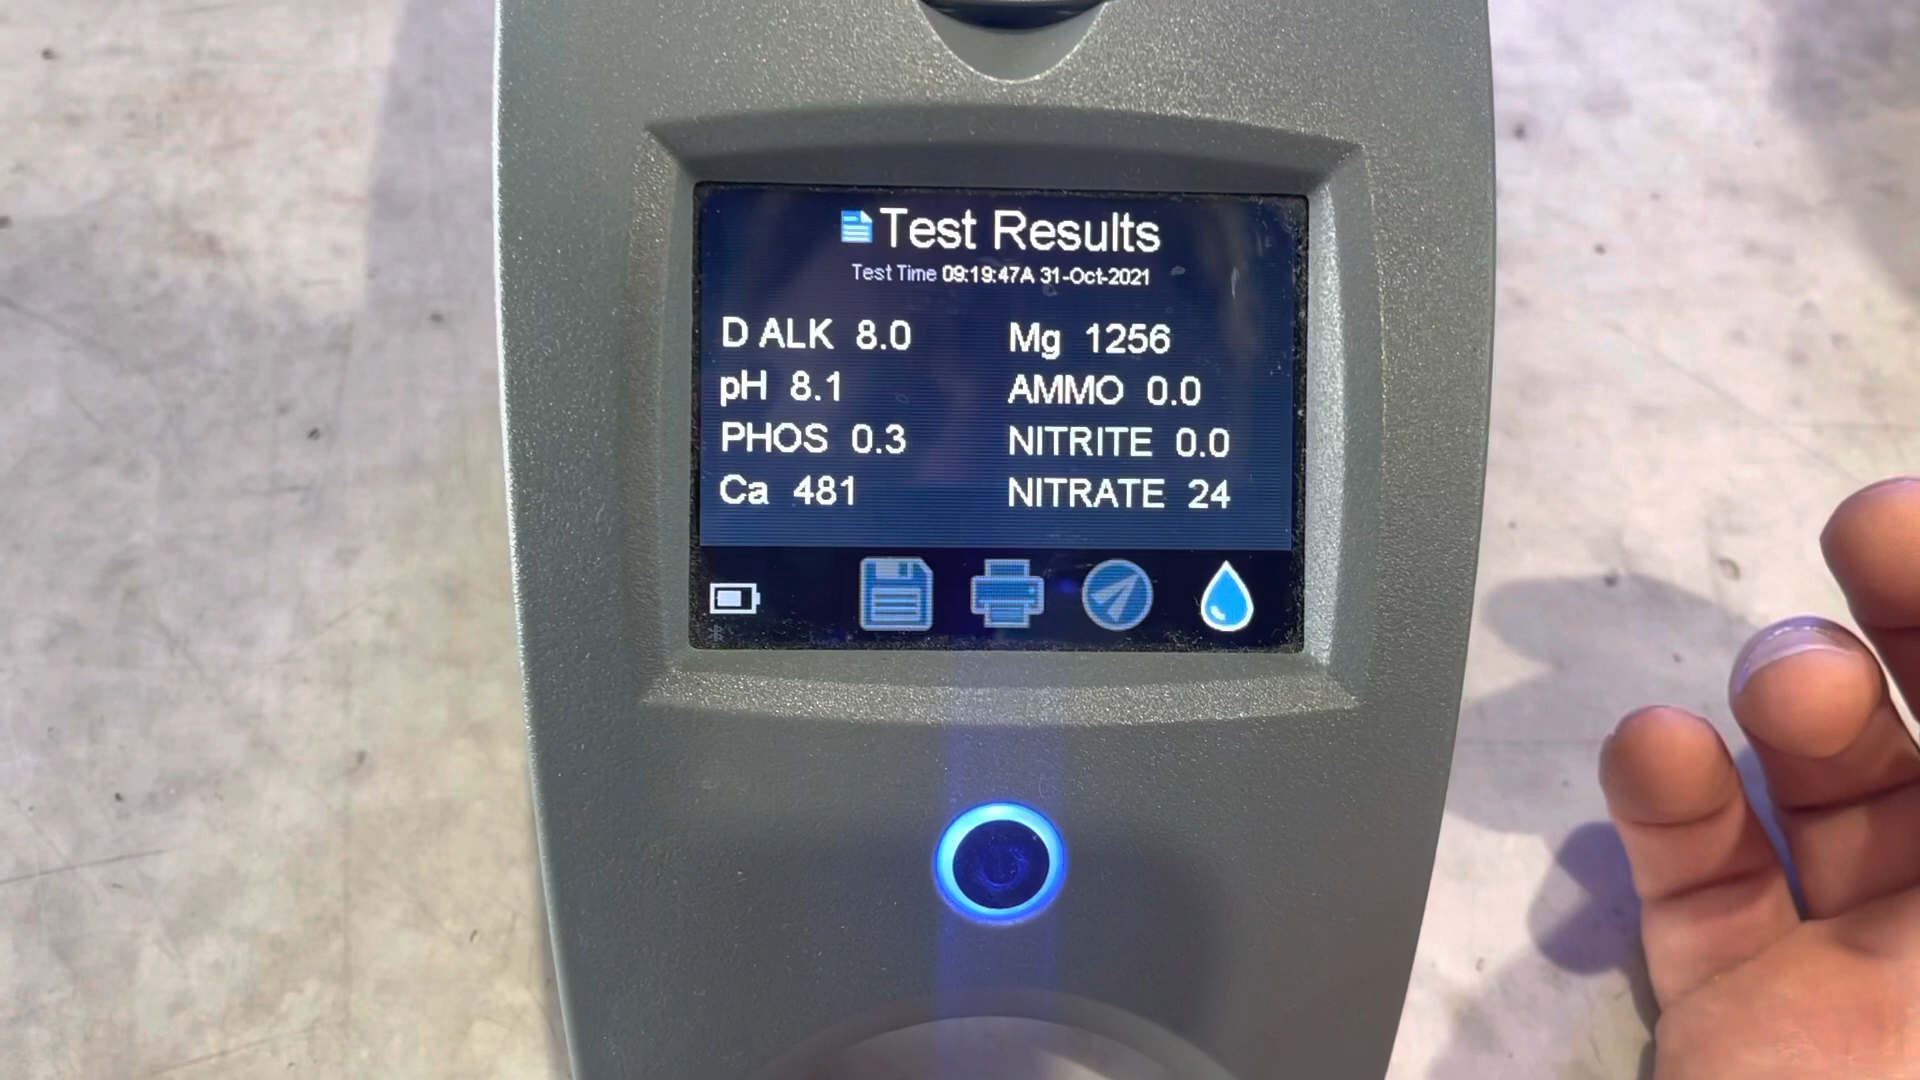 Test Results
Test Time 09:19:47A 31-Oct-2021
D ALK 8.0
pH 8.1
PHOS 0.3
Ca 481
Mg 1256
AMMO 0.0
NITRITE 0.0
NITRATE 24